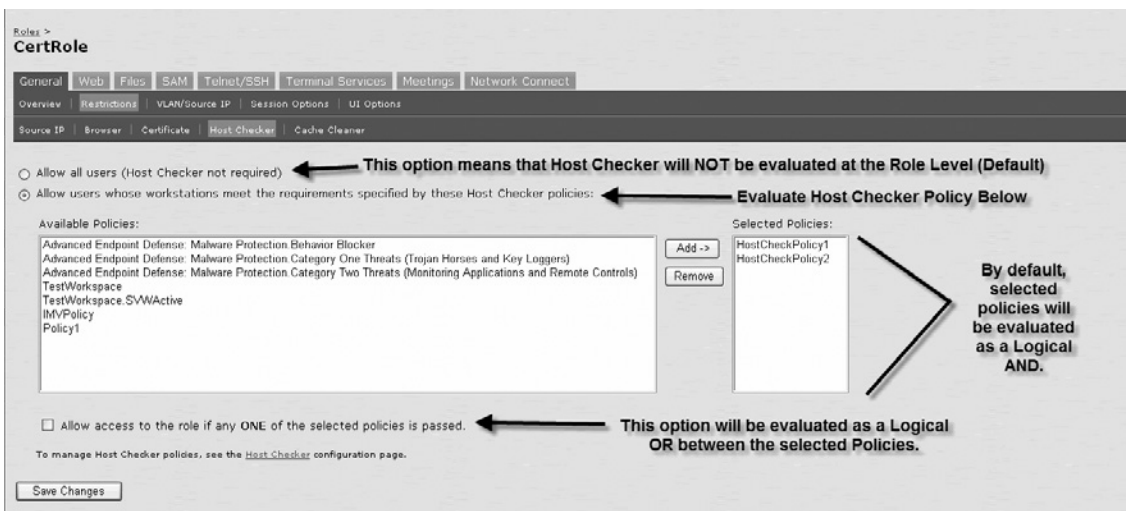 Roles >
CertRole
General Web Files SAM Telnet/SSH Terminal Services Meetings Network Connect
Overview | Restrictions | VLAN/Source IP | Session Options | UI Options
Source IP | Browser | Certificate | Host Checker | Cache Cleaner
Allow all users (Host Checker not required)
This option means that Host Checker will NOT be evaluated at the Role Level (Default)
Allow users whose workstations meet the requirements specified by these Host Checker policies:
Evaluate Host Checker Policy Below
Available Policies:
Advanced Endpoint Defense: Malware Protection.Behavior Blocker
Advanced Endpoint Defense: Malware Protection.Category One Threats (Trojan Horses and Key Loggers)
Advanced Endpoint Defense: Malware Protection.Category Two Threats (Monitoring Applications and Remote Controls)
TestWorkspace
TestWorkspace.SVWActive
IMVPolicy
Policy1
Add ->
Remove
Selected Policies:
HostCheckPolicy1
HostCheckPolicy2
By default,
selected
policies will
be evaluated
as a Logical
AND.
Allow access to the role if any ONE of the selected policies is passed.
This option will be evaluated as a Logical
OR between the selected Policies.
To manage Host Checker policies, see the Host Checker configuration page.
Save Changes